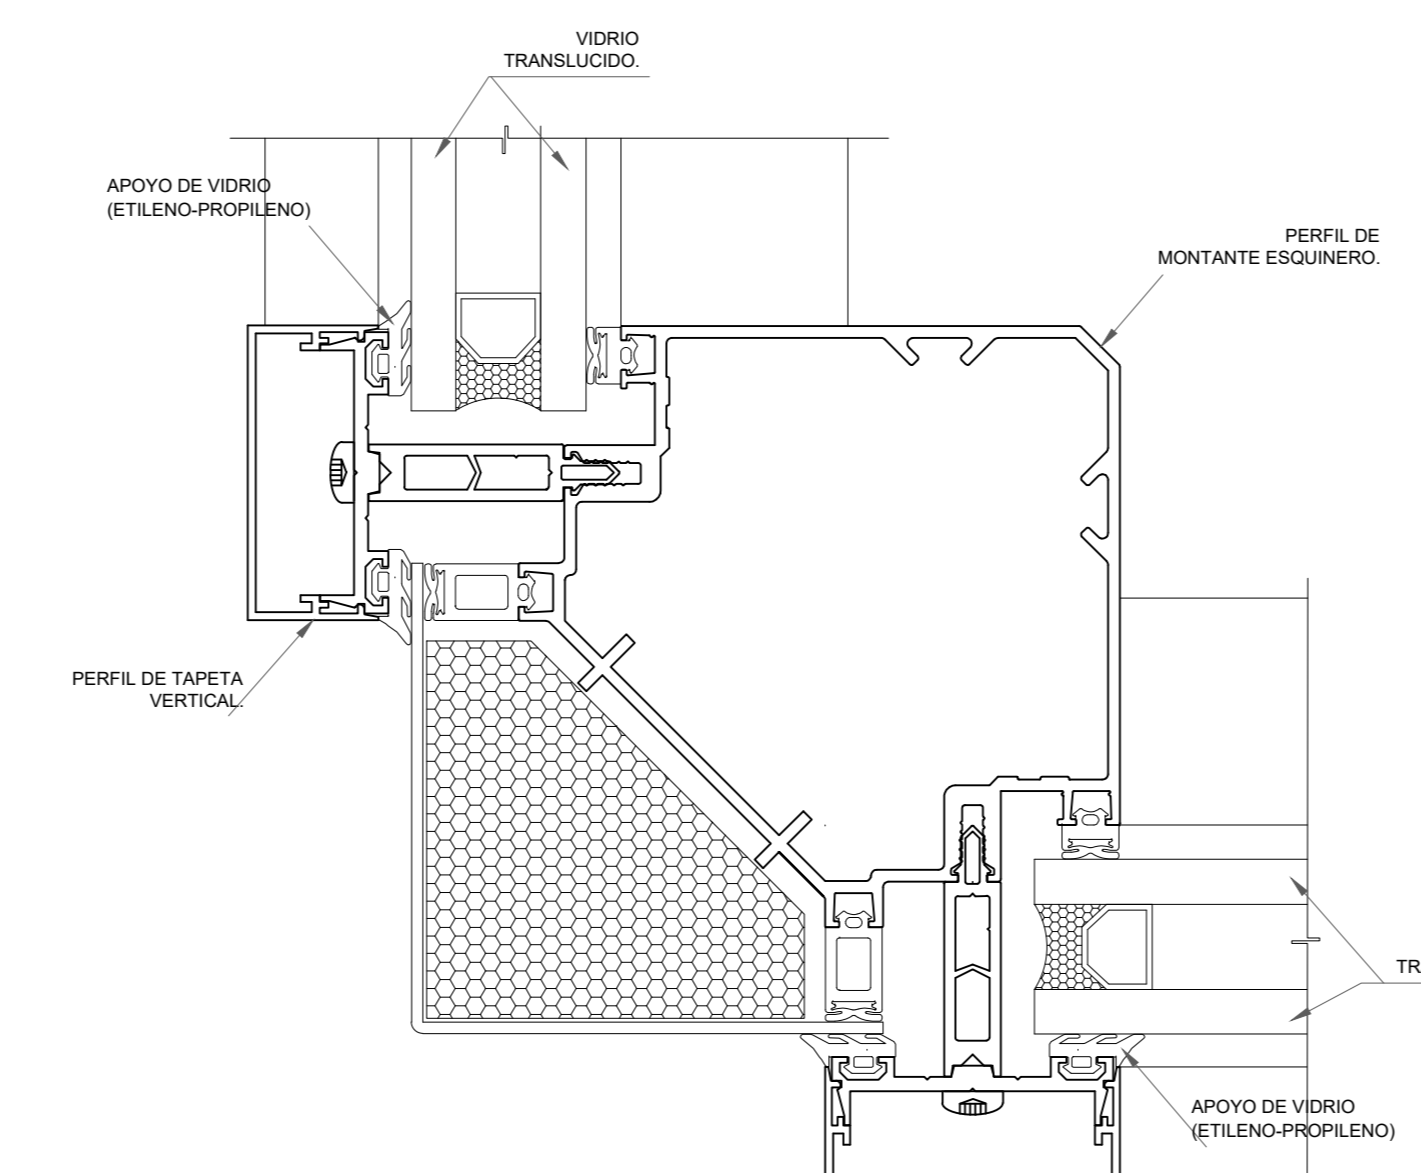 VIDRIO
TRANSLUCIDO.
APOYO DE VIDRIO
(ETILENO-PROPILENO)
PERFIL DE
MONTANTE ESQUINERO.
PERFIL DE TAPETA
VERTICAL.
TR
APOYO DE VIDRIO
(ETILENO-PROPILENO)